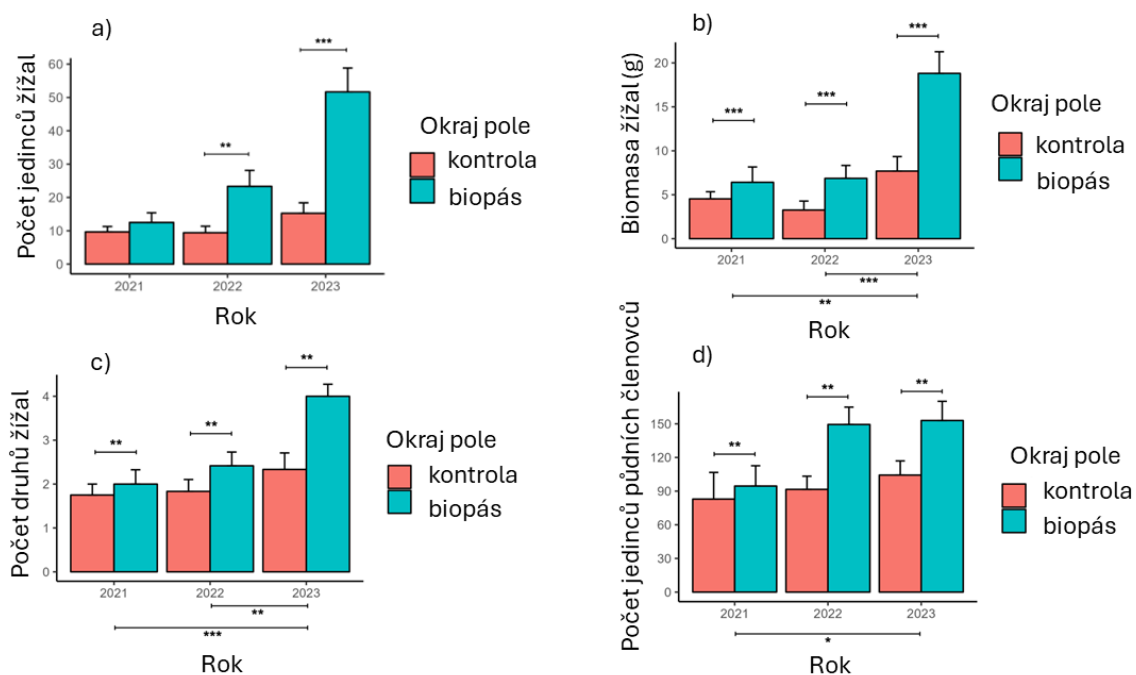 a)
Počet jedinců žížal
60
50
40
30
20
10
0
**
***
2021
2022
2023
Rok
Okraj pole
kontrola
biopás
b)
Biomasa žížal (g)
20
15
10
5
0
***
***
***
2021
2022
2023
***
**
Rok
Okraj pole
kontrola
biopás
c)
Počet druhů žížal
4
3
2
1
0
**
**
**
2021
2022
2023
**
***
Rok
Okraj pole
kontrola
biopás
d)
Počet jedinců půdních členovců
150
120
90
60
30
0
**
**
**
2021
2022
2023
*
Rok
Okraj pole
kontrola
biopás